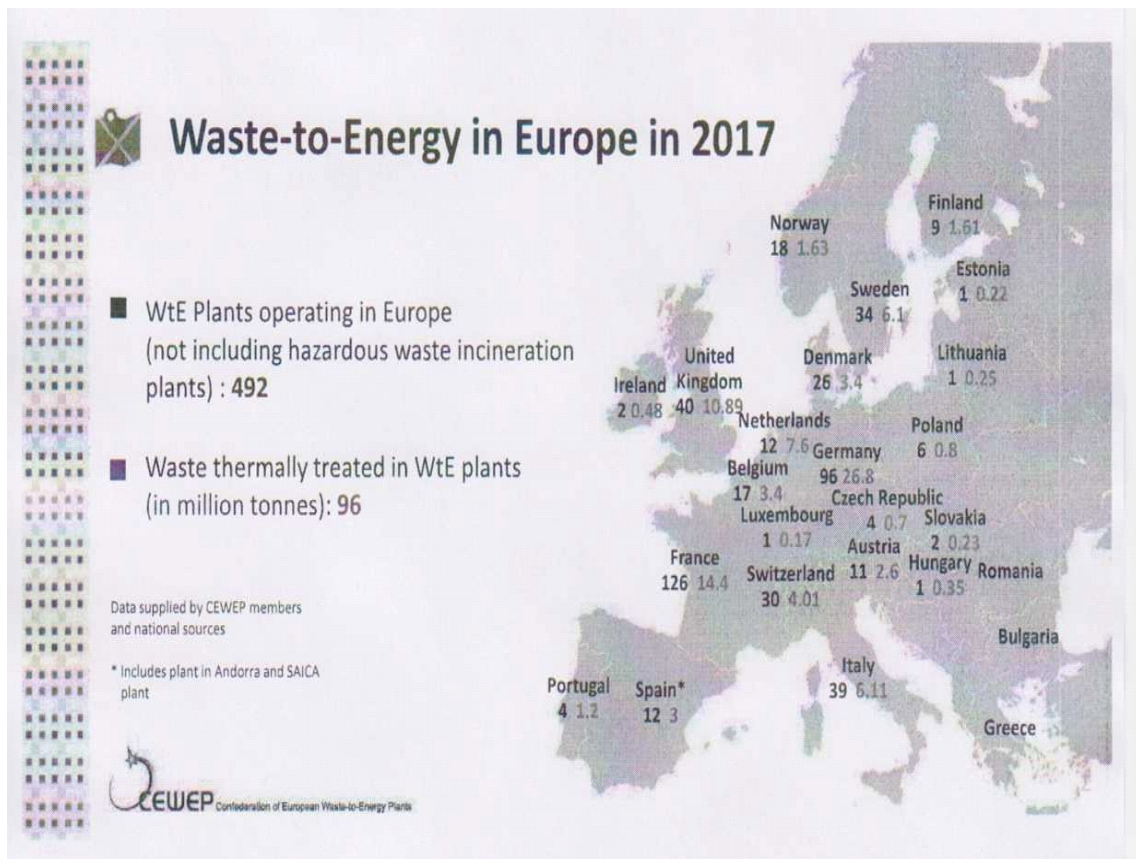 Waste-to-Energy in Europe in 2017
WtE Plants operating in Europe
(not including hazardous waste incineration
plants) : 492
Waste thermally treated in WtE plants
(in million tonnes): 96
Data supplied by CEWEP members
and national sources
* Includes plant in Andorra and SAICA
plant
CEWEP Confederation of European Waste-to-Energy Plants
Finland
9 1.61
Norway
18 1.63
Estonia
1 0.22
Sweden
34 6.1
Lithuania
1 0.25
Denmark
26 3.4
United
Kingdom
40 10.89
Ireland
2 0.48
Netherlands
12 7.6
Poland
6 0.8
Germany
96 26.8
Belgium
17 3.4
Czech Republic
4 0.7
Luxembourg
1 0.17
Slovakia
2 0.23
Austria
11 2.6
Hungary
1 0.35
Romania
France
126 14.4
Switzerland
30 4.01
Bulgaria
Italy
39 6.11
Portugal
4 1.2
Spain*
12 3
Greece